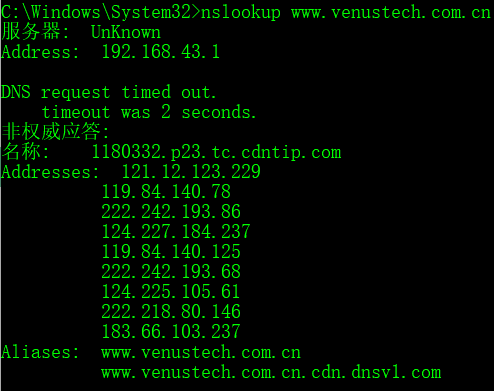 C:\Windows\System32>nslookup www.venustech.com.cn
服务器:  UnKnown
Address:  192.168.43.1

DNS request timed out.
    timeout was 2 seconds.
非权威应答:
名称:    1180332.p23.tc.cdntip.com
Addresses:  121.12.123.229
          119.84.140.78
          222.242.193.86
          124.227.184.237
          119.84.140.125
          222.242.193.68
          124.225.105.61
          222.218.80.146
          183.66.103.237
Aliases:  www.venustech.com.cn
          www.venustech.com.cn.cdn.dnsv1.com